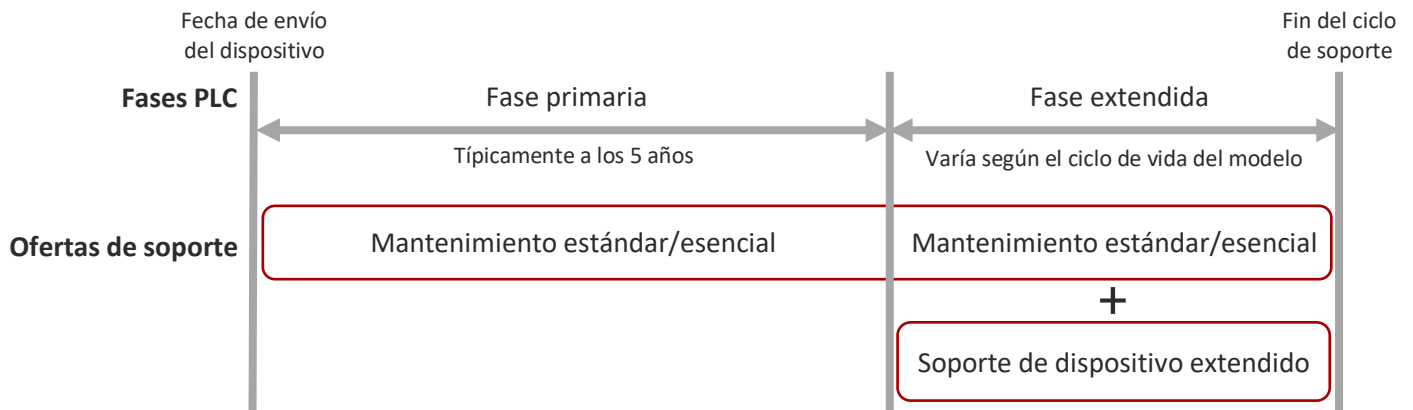 Fecha de envío
del dispositivo
Fin del ciclo
de soporte
Fases PLC
Fase primaria
Fase extendida
Típicamente a los 5 años
Varía según el ciclo de vida del modelo
Ofertas de soporte
Mantenimiento estándar/esencial
Mantenimiento estándar/esencial
+
Soporte de dispositivo extendido